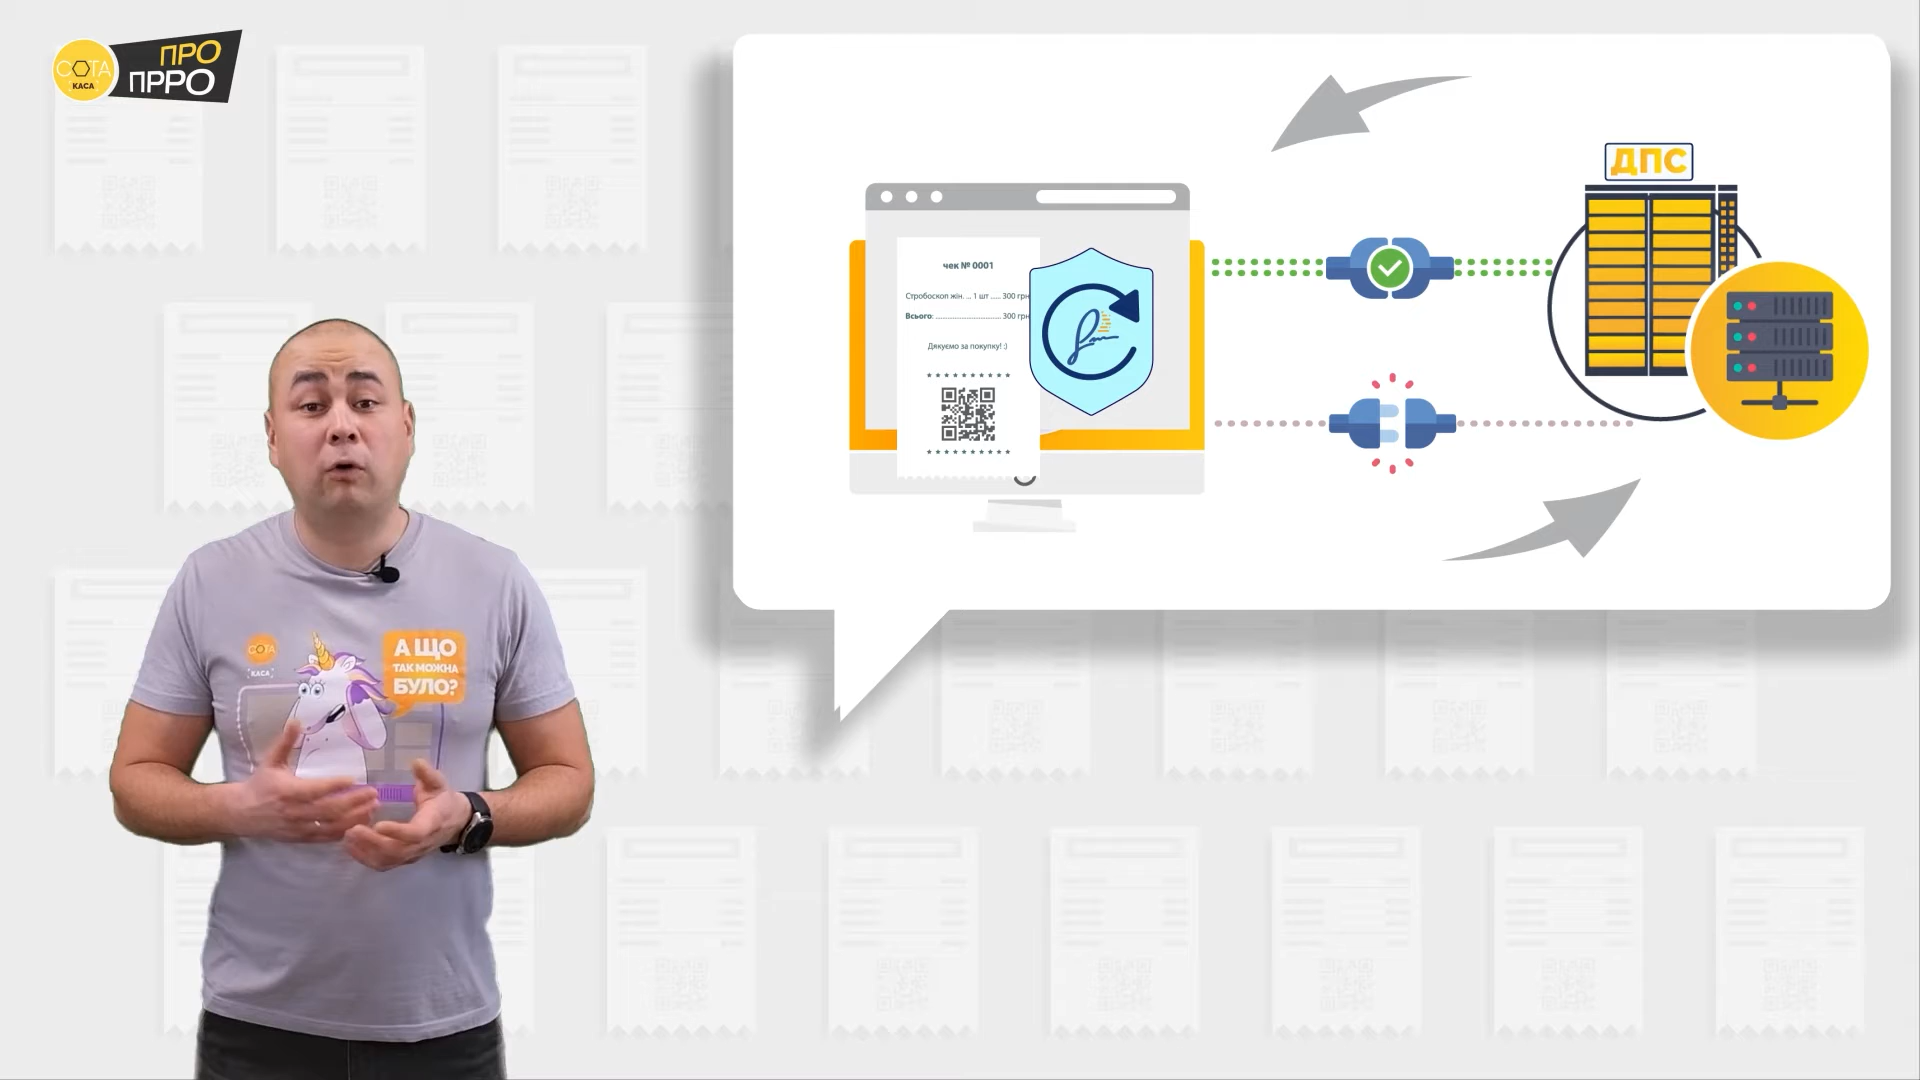 СОТА
КАСА
ПРО
ПРРО
ДПС
чек № 0001
Стробоскоп жін. ... 1 шт ..... 300 грн
Всього: ................................. 300 грн
Дякуємо за покупку! :)
* * * * * * * * * *
* * * * * * * * * *
СОТА
КАСА
А ЩО
ТАК МОЖНА
БУЛО?